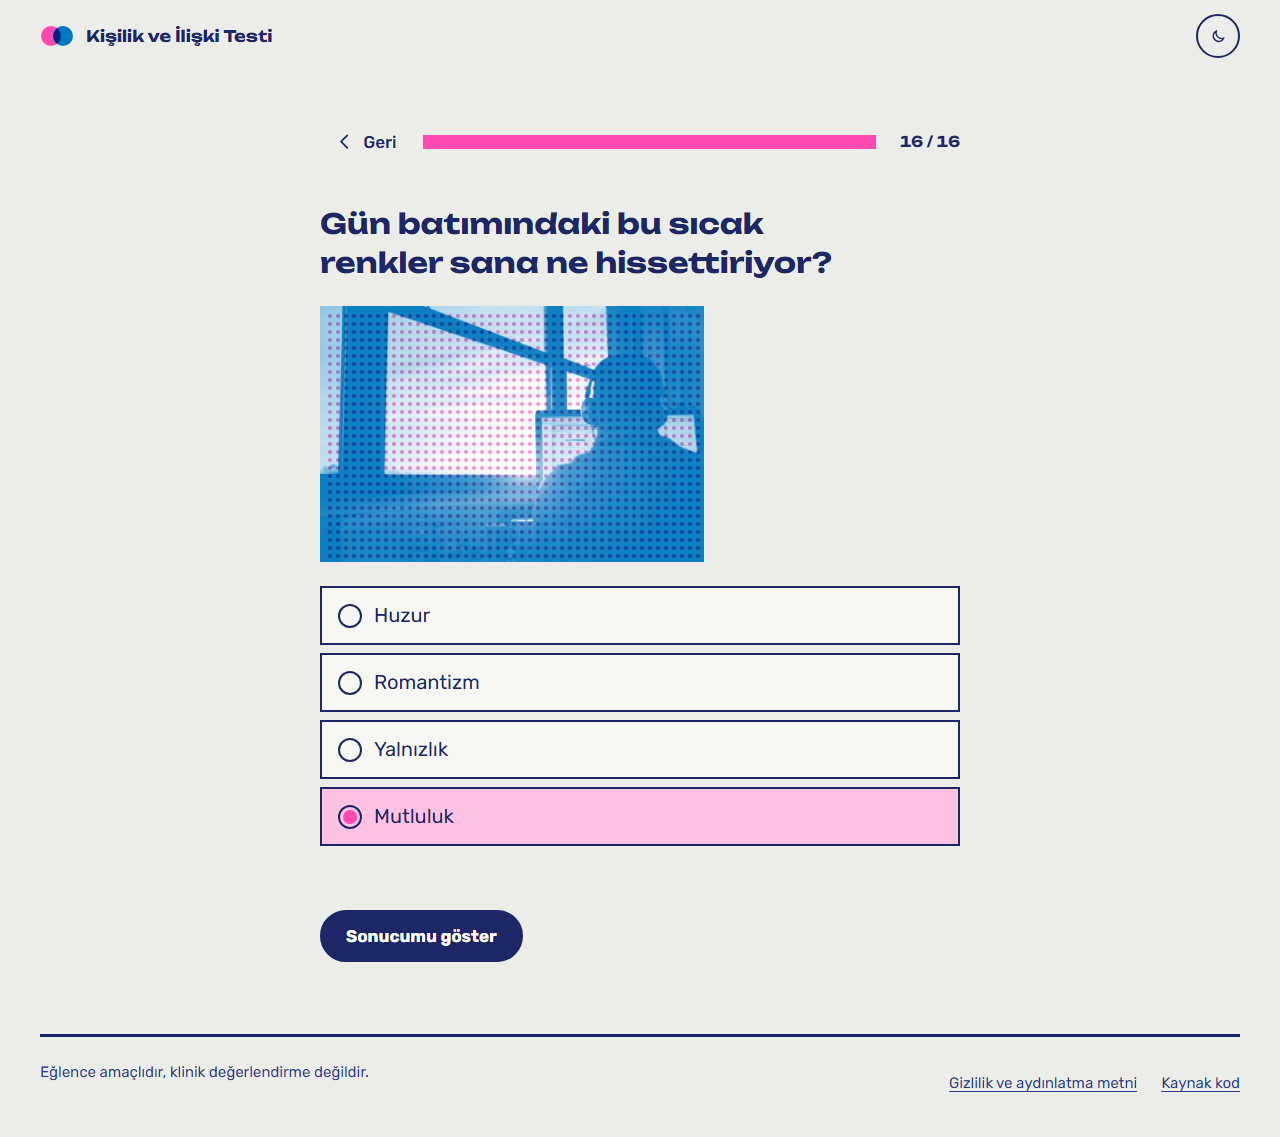 Kişilik ve İlişki Testi
Geri
16 / 16
Gün batımındaki bu sıcak
renkler sana ne hissettiriyor?
Huzur
Romantizm
Yalnızlık
Mutluluk
Sonucumu göster
Eğlence amaçlıdır, klinik değerlendirme değildir.
Gizlilik ve aydınlatma metni
Kaynak kod